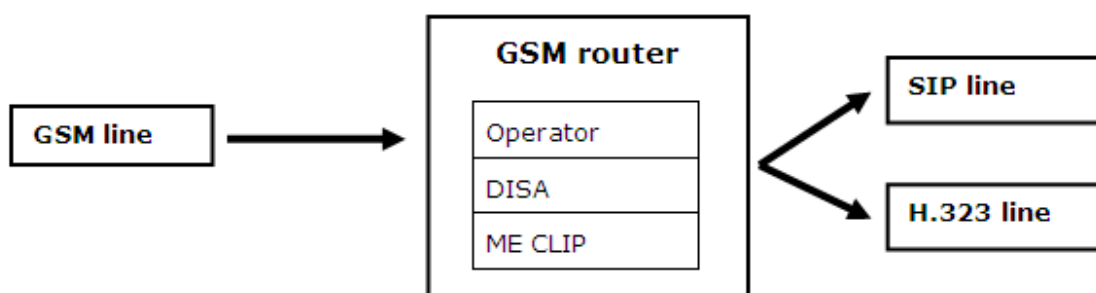 GSM line
GSM router
Operator
DISA
ME CLIP
SIP line
H.323 line